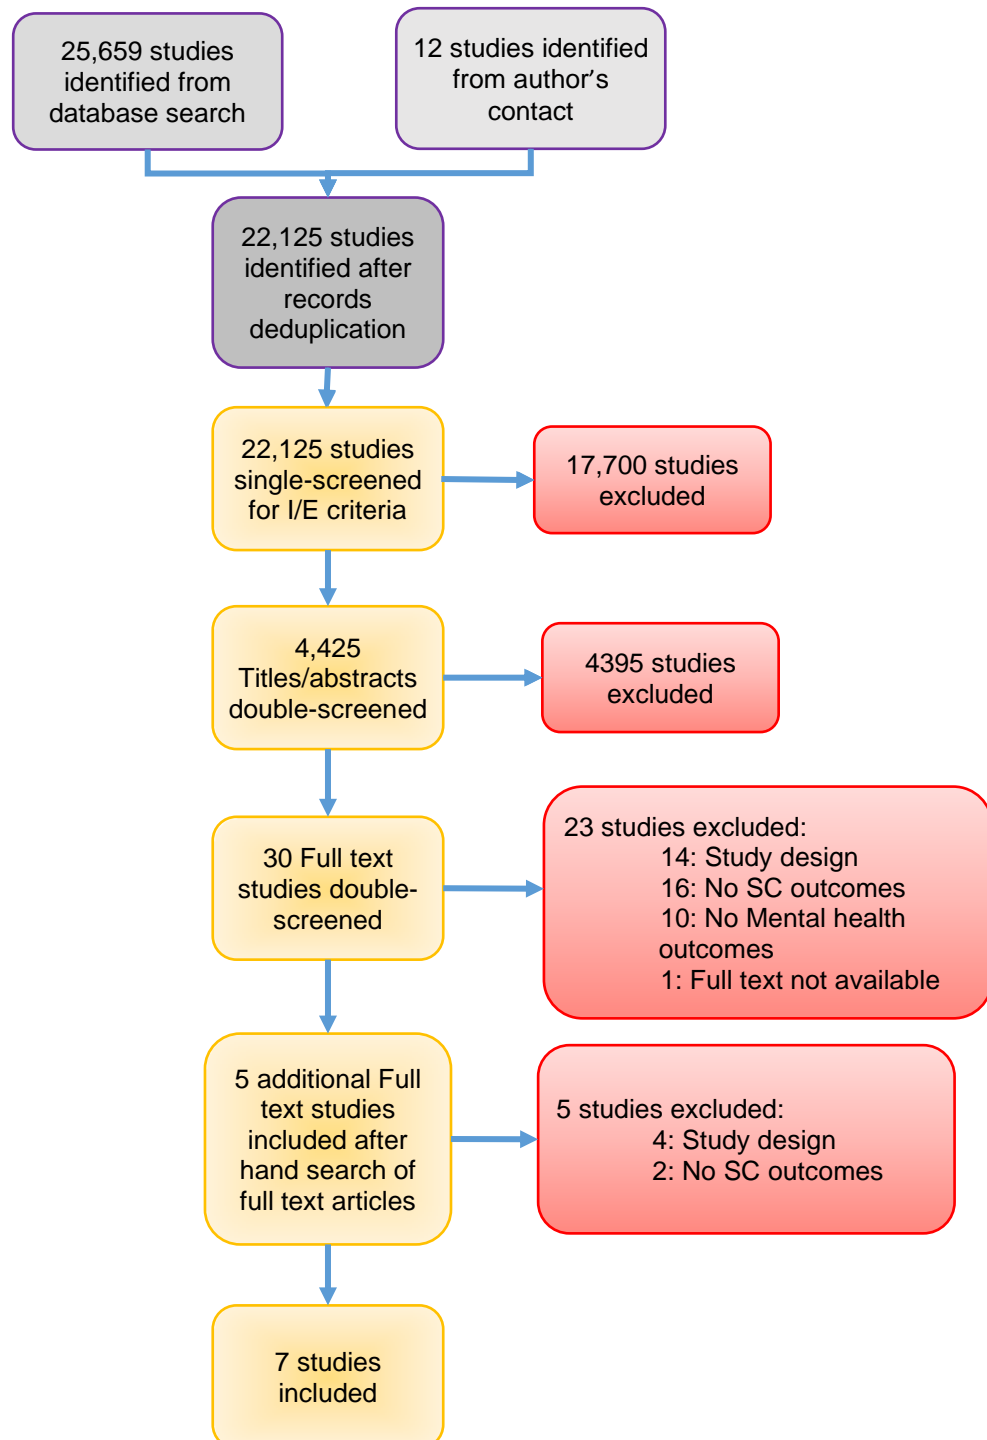 25,659 studies
identified from
database search
12 studies identified
from author’s
contact
22,125 studies
identified after
records
deduplication
22,125 studies
single-screened
for I/E criteria
17,700 studies
excluded
4,425
Titles/abstracts
double-screened
4395 studies
excluded
30 Full text
studies double-
screened
23 studies excluded:
14: Study design
16: No SC outcomes
10: No Mental health
outcomes
1: Full text not available
5 additional Full
text studies
included after
hand search of
full text articles
5 studies excluded:
4: Study design
2: No SC outcomes
7 studies
included